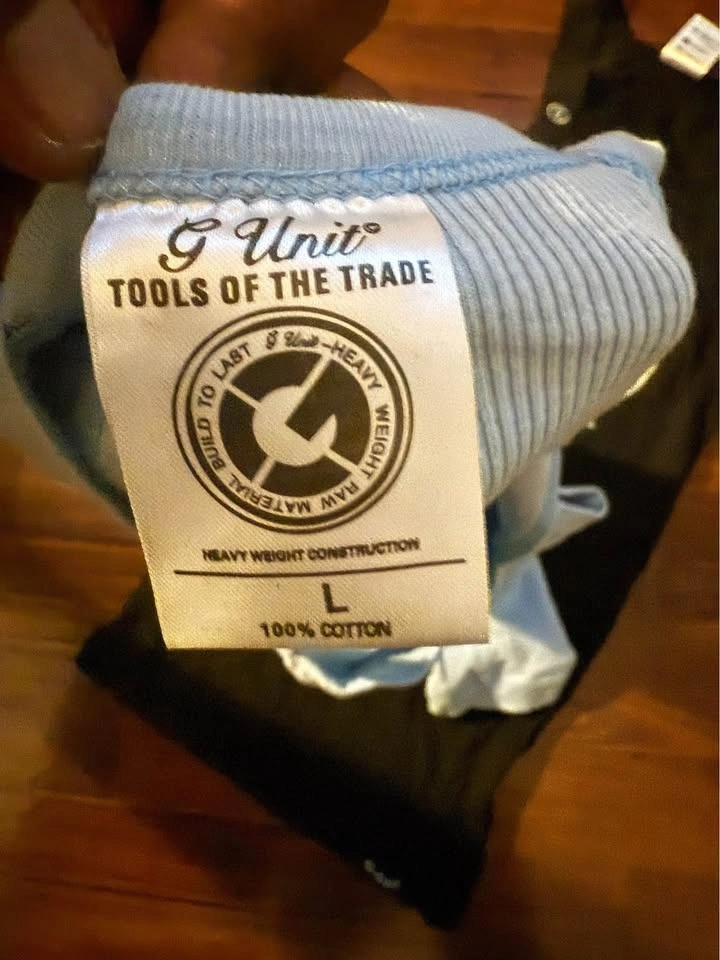 G Unit®
TOOLS OF THE TRADE
G Unit-HEAVY WEIGHT RAW MATERIAL BUILD TO LAST
HEAVY WEIGHT CONSTRUCTION
L
100% COTTON